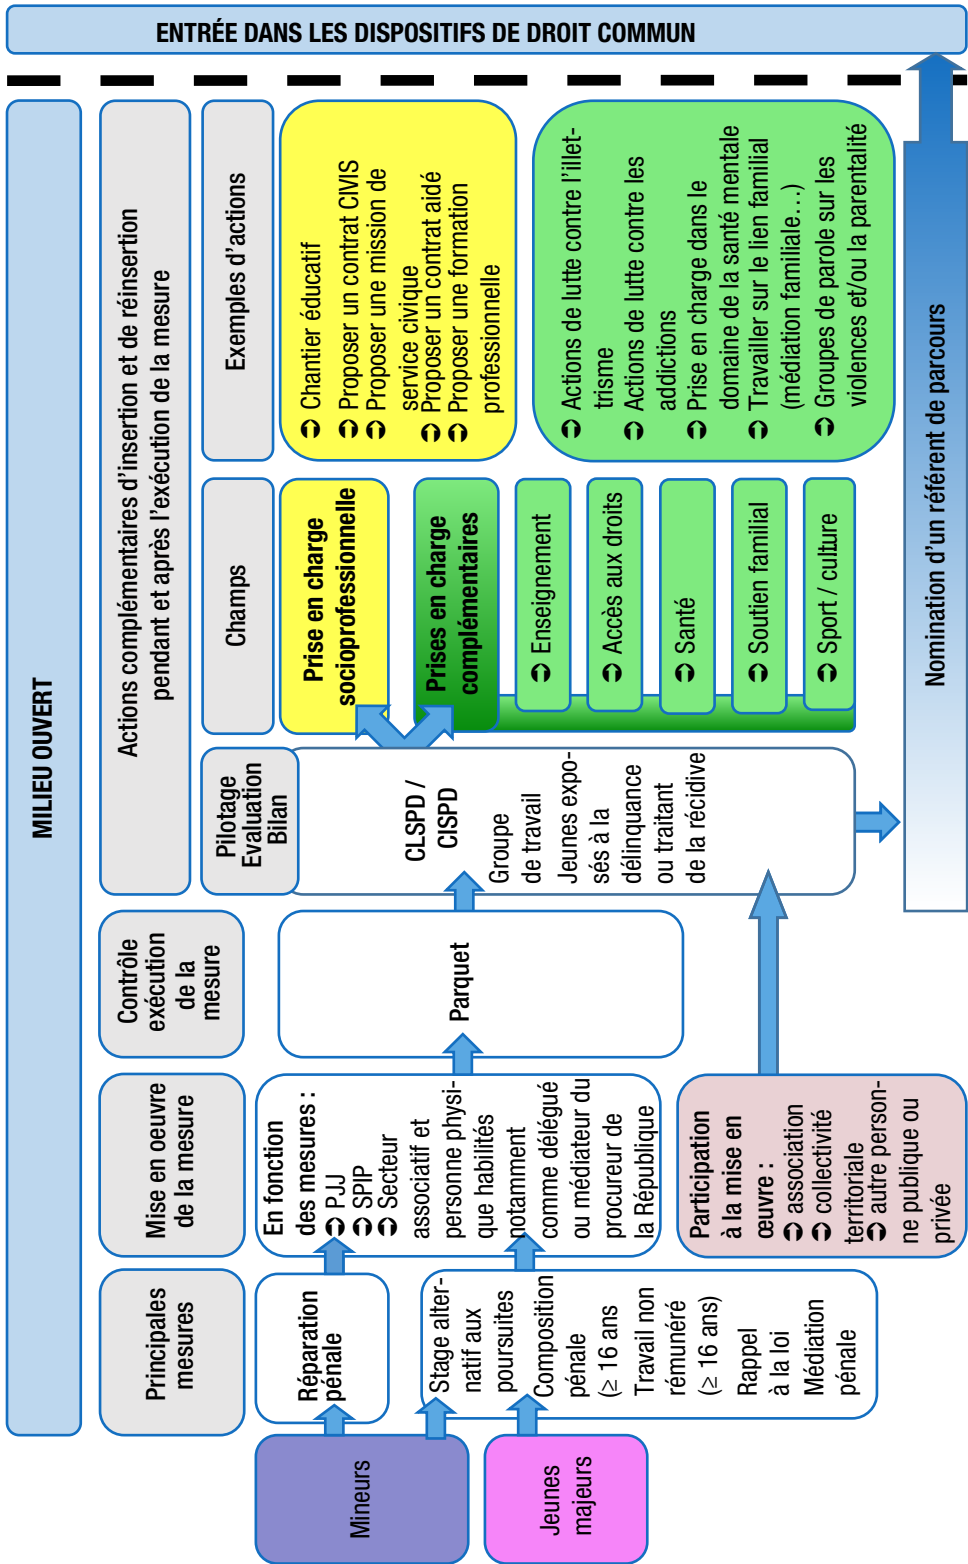 MILIEU OUVERT
Principales
mesures
Mise en oeuvre
de la mesure
Contrôle
exécution
de la
mesure
Actions complémentaires d'insertion et de réinsertion
pendant et après l'exécution de la mesure
Pilotage
Evaluation
Bilan
Champs
Exemples d'actions
Mineurs
Jeunes
majeurs
Réparation
pénale
Stage alter-
natif aux
poursuites
Composition
pénale
(≥ 16 ans
Travail non
rémunéré
(≥ 16 ans)
Rappel
à la loi
Médiation
pénale
En fonction
des mesures :
➲ PJJ
➲ SPIP
➲ Secteur
associatif et
personne physi-
que habilités
notamment
comme délégué
ou médiateur du
procureur de
la République
Participation
à la mise en
œuvre :
➲ association
➲ collectivité
territoriale
➲ autre person-
ne publique ou
privée
Parquet
CLSPD /
CISPD
Groupe
de travail
Jeunes expo-
sés à la
délinquance
ou traitant
de la récidive
Prise en charge
socioprofessionnelle
Prises en charge
complémentaires
➲ Enseignement
➲ Accès aux droits
➲ Santé
➲ Soutien familial
➲ Sport / culture
➲ Chantier éducatif
➲ Proposer un contrat CIVIS
➲ Proposer une mission de
service civique
➲ Proposer un contrat aidé
➲ Proposer une formation
professionnelle
➲ Actions de lutte contre l'illet-
trisme
➲ Actions de lutte contre les
addictions
➲ Prise en charge dans le
domaine de la santé mentale
➲ Travailler sur le lien familial
(médiation familiale…)
➲ Groupes de parole sur les
violences et/ou la parentalité
Nomination d'un référent de parcours
ENTRÉE DANS LES DISPOSITIFS DE DROIT COMMUN